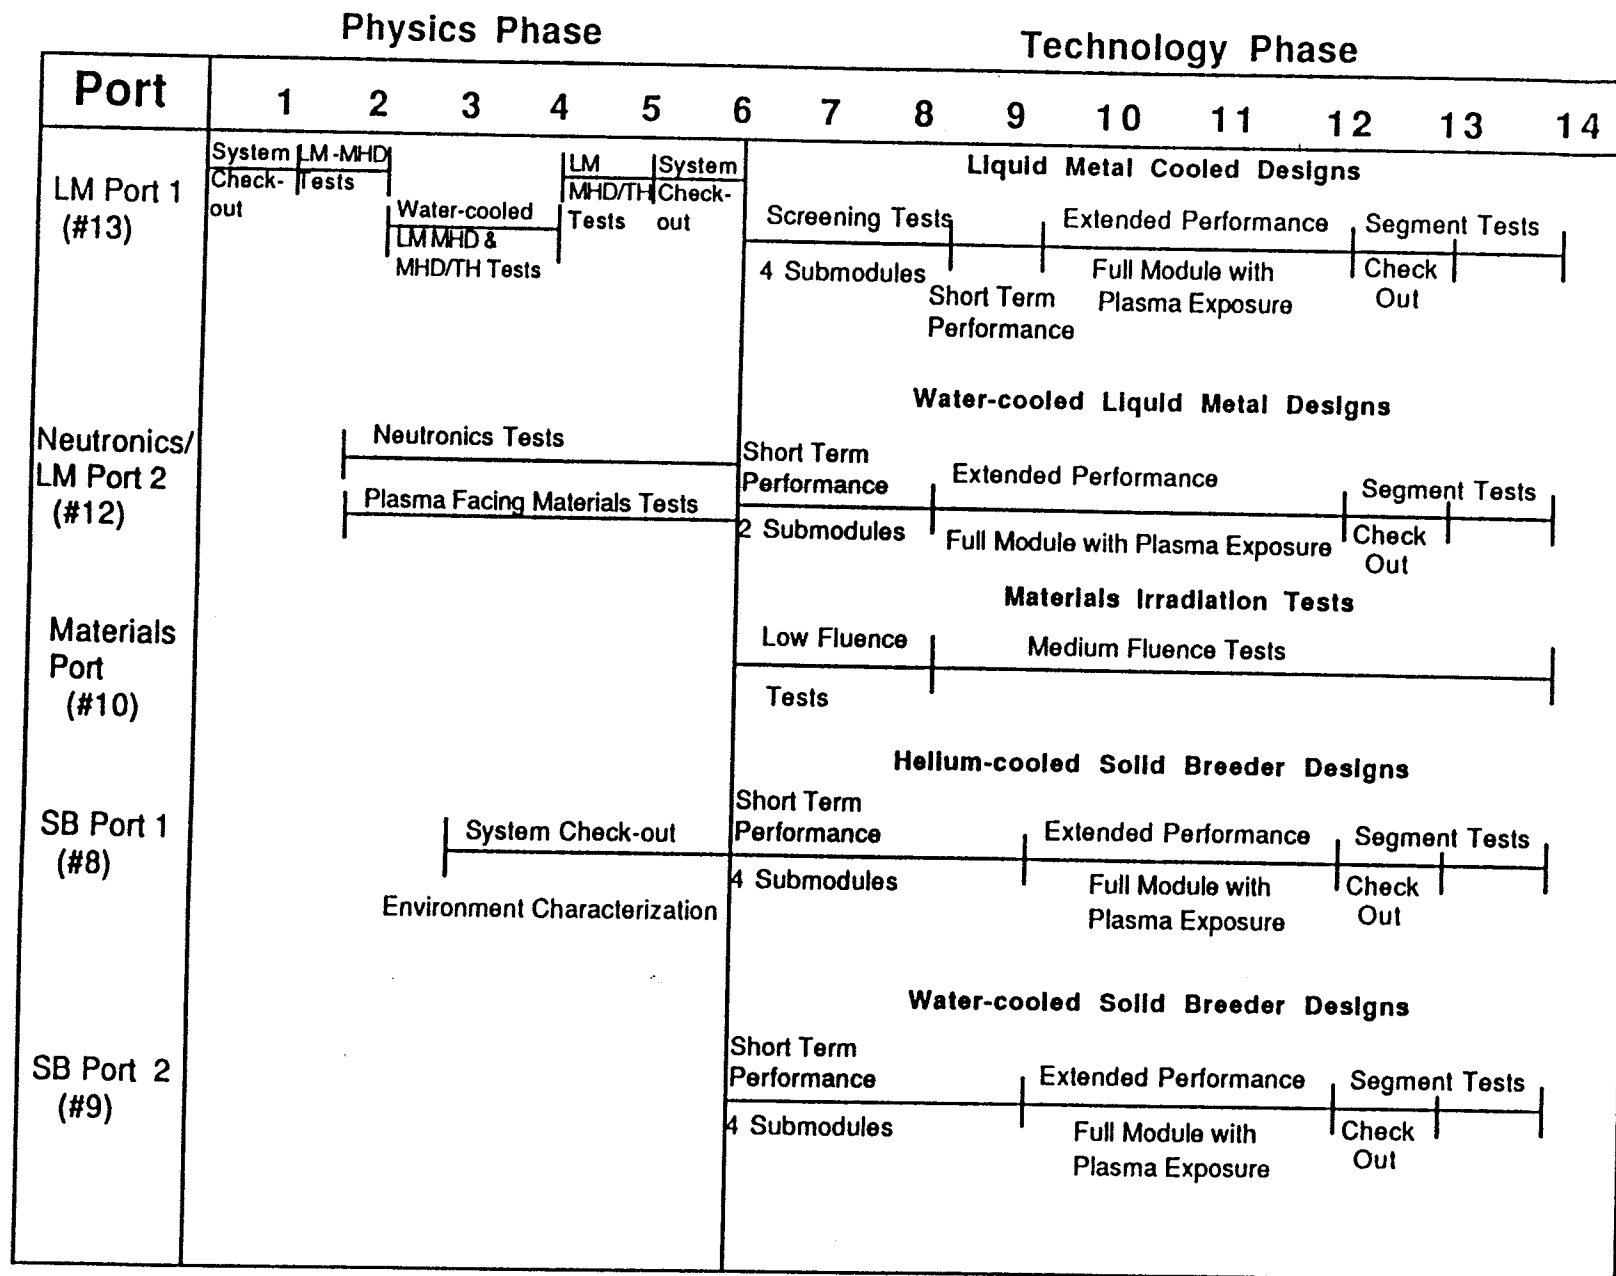 Physics Phase
Technology Phase
Port 1 2 3 4 5 6 7 8 9 10 11 12 13 14
LM Port 1
(#13)
System
Check-
out
LM-MHD
Tests
Water-cooled
LM MHD &
MHD/TH Tests
LM
MHD/TH
Tests
System
Check-
out
Liquid Metal Cooled Designs
Screening Tests
4 Submodules
Short Term
Performance
Extended Performance
Full Module with
Plasma Exposure
Segment Tests
Check
Out
Neutronics/
LM Port 2
(#12)
Neutronics Tests
Plasma Facing Materials Tests
Water-cooled Liquid Metal Designs
Short Term
Performance
2 Submodules
Extended Performance
Full Module with Plasma Exposure
Segment Tests
Check
Out
Materials
Port
(#10)
Materials Irradiation Tests
Low Fluence
Tests
Medium Fluence Tests
SB Port 1
(#8)
System Check-out
Environment Characterization
Helium-cooled Solid Breeder Designs
Short Term
Performance
4 Submodules
Extended Performance
Full Module with
Plasma Exposure
Segment Tests
Check
Out
SB Port 2
(#9)
Water-cooled Solid Breeder Designs
Short Term
Performance
4 Submodules
Extended Performance
Full Module with
Plasma Exposure
Segment Tests
Check
Out